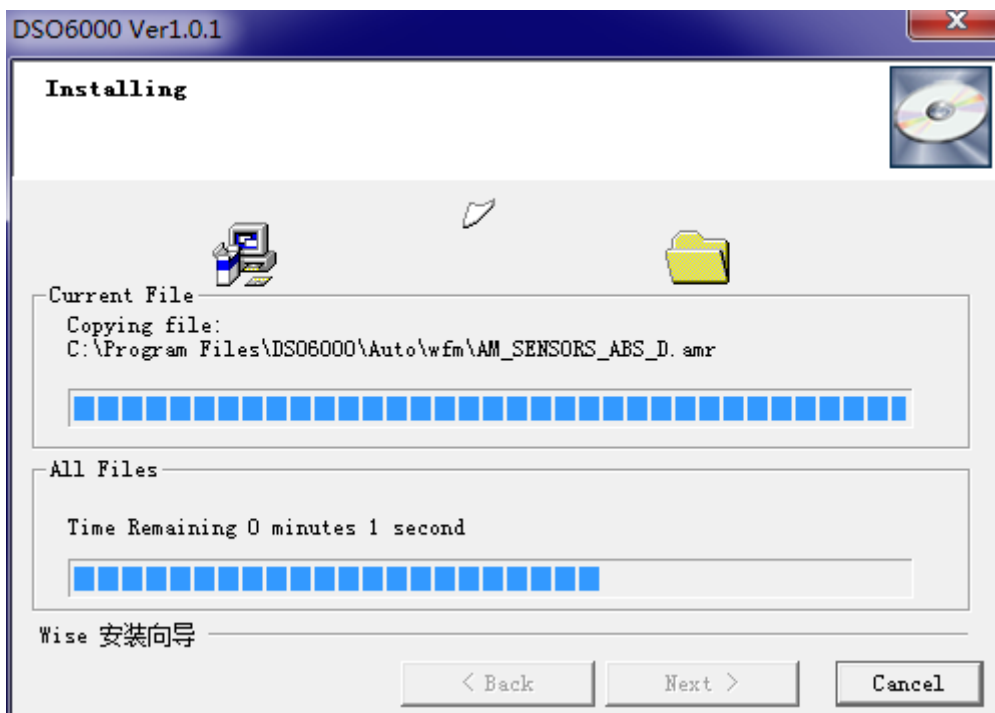 DSO6000 Ver1.0.1
Installing
Current File
Copying file:
C:\Program Files\DSO6000\Auto\wfm\AM_SENSORS_ABS_D.amr
All Files
Time Remaining 0 minutes 1 second
Wise 安装向导
< Back
Next >
Cancel